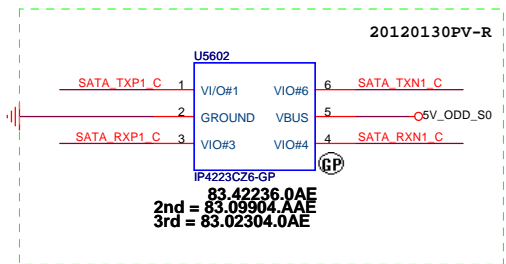 20120130PV-R
U5602
SATA_TXP1_C 1 VI/O#1 VIO#6 6 SATA_TXN1_C
2 GROUND VBUS 5 5V_ODD_S0
SATA_RXP1_C 3 VIO#3 VIO#4 4 SATA_RXN1_C
GP
IP4223CZ6-GP
83.42236.0AE
2nd = 83.09904.AAE
3rd = 83.02304.0AE